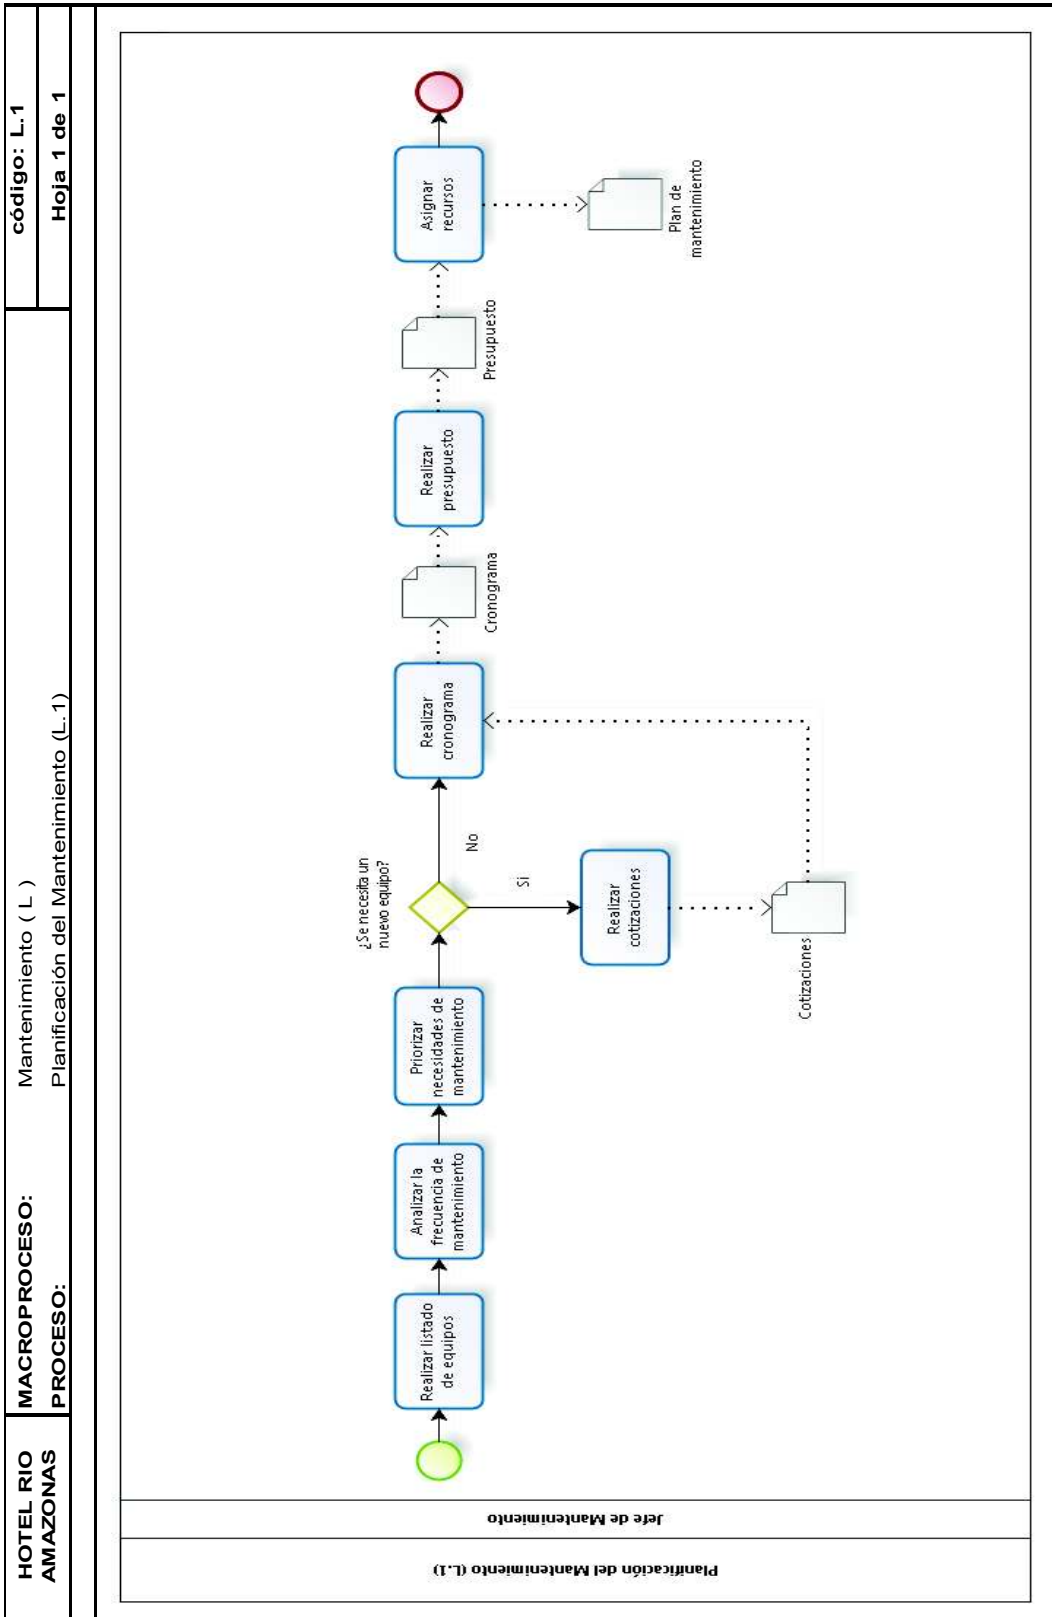 HOTEL RIO
AMAZONAS
MACROPROCESO:
Mantenimiento ( L )
PROCESO:
Planificación del Mantenimiento (L.1)
código: L.1
Hoja 1 de 1
Planificación del Mantenimiento (L.1)
Jefe de Mantenimiento
Realizar listado
de equipos
Analizar la
frecuencia de
mantenimiento
Priorizar
necesidades de
mantenimiento
¿Se necesita un
nuevo equipo?
No
Si
Realizar
cotizaciones
Cotizaciones
Realizar
cronograma
Cronograma
Realizar
presupuesto
Presupuesto
Asignar
recursos
Plan de
mantenimiento